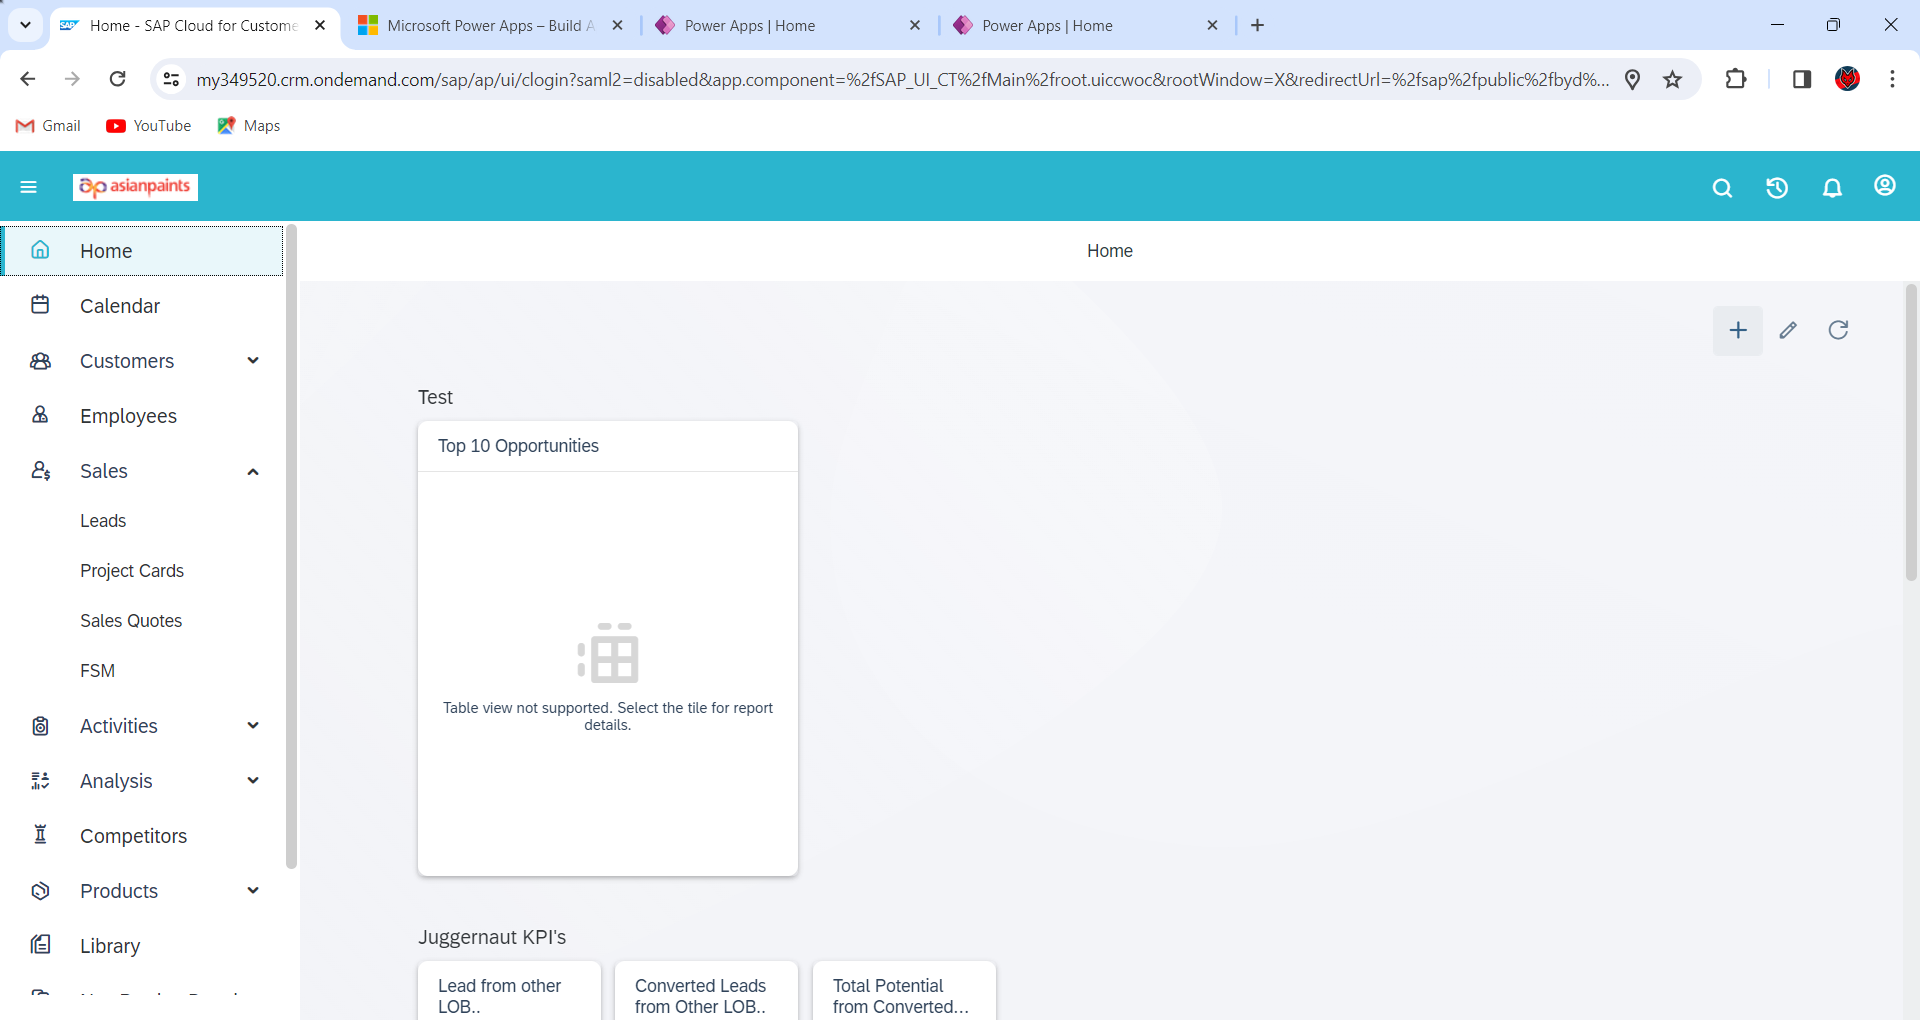 Home - SAP Cloud for Custome
Microsoft Power Apps – Build A
Power Apps | Home
Power Apps | Home
my349520.crm.ondemand.com/sap/ap/ui/clogin?saml2=disabled&app.component=%2fSAP_UI_CT%2fMain%2froot.uiccwoc&rootWindow=X&redirectUrl=%2fsap%2fpublic%2fbyd%...
Gmail
YouTube
Maps
asianpaints
Home
Home
Calendar
Customers
Employees
Sales
Leads
Project Cards
Sales Quotes
FSM
Activities
Analysis
Competitors
Products
Library
Test
Top 10 Opportunities
Table view not supported. Select the tile for report
details.
Juggernaut KPI's
Lead from other
LOB..
Converted Leads
from Other LOB..
Total Potential
from Converted...